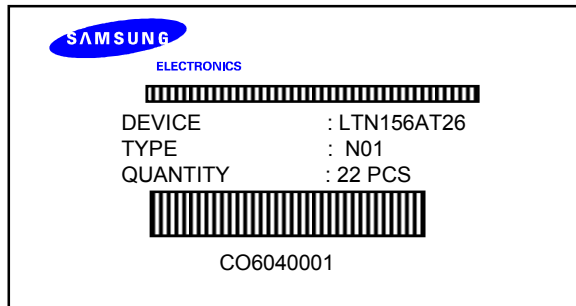 SAMSUNG
ELECTRONICS
DEVICE : LTN156AT26
TYPE : N01
QUANTITY : 22 PCS
CO6040001